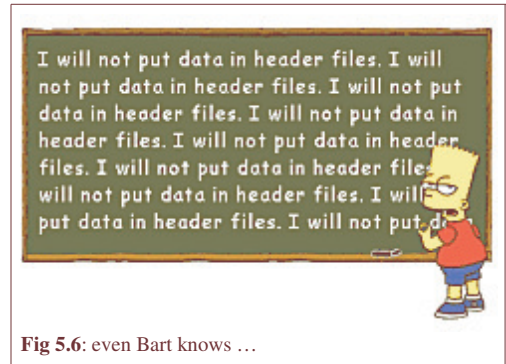 I will not put data in header files. I will
not put data in header files. I will not put
data in header files. I will not put data in
header files. I will not put data in header
files. I will not put data in header file
will not put data in header files. I will
put data in header files. I will not put d
Fig 5.6: even Bart knows …